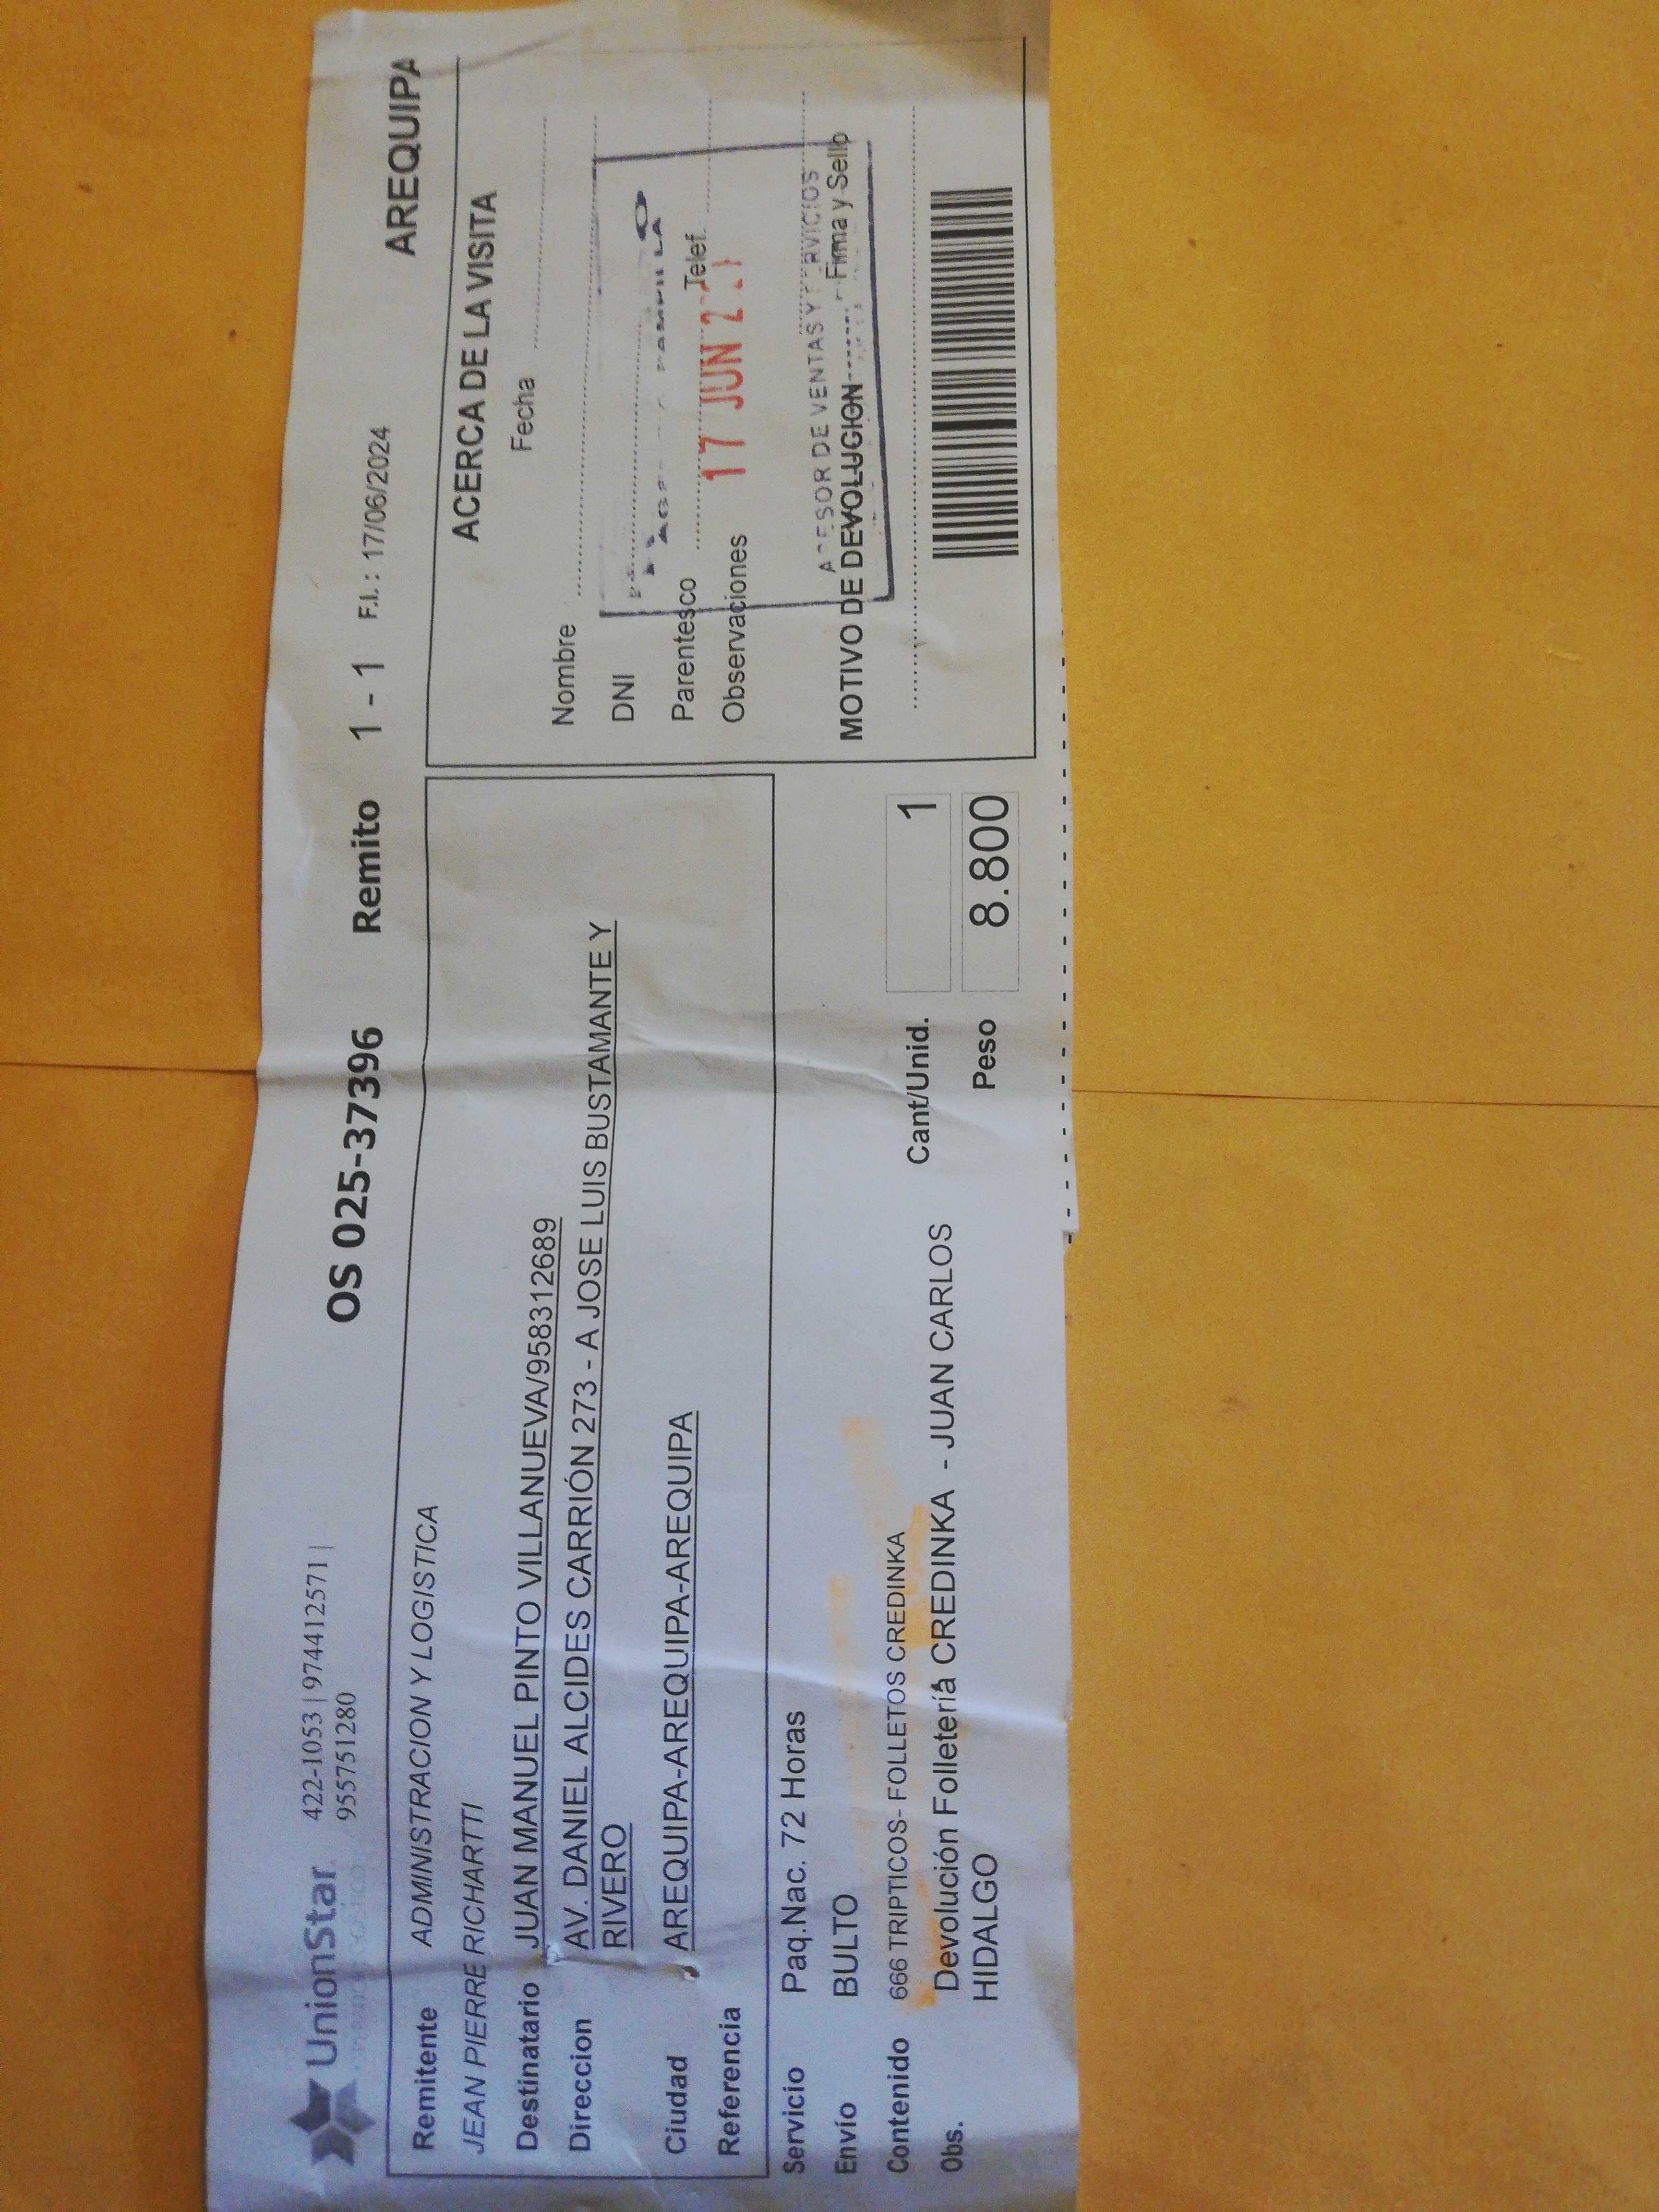 UnionStar
422-1053 | 974412571 |
955751280
OS 025-37396 Remito 1 - 1 F.I.: 17/06/2024
AREQUIPA
Remitente ADMINISTRACION Y LOGISTICA
JEAN PIERRE RICHARTTI
Destinatario JUAN MANUEL PINTO VILLANUEVA/958312689
Direccion AV. DANIEL ALCIDES CARRIÓN 273 - A JOSE LUIS BUSTAMANTE Y
RIVERO
Ciudad AREQUIPA-AREQUIPA-AREQUIPA
Referencia
Servicio Paq.Nac. 72 Horas
Envío BULTO
Contenido 666 TRIPTICOS- FOLLETOS CREDINKA
Obs. Devolución Folletería CREDINKA - JUAN CARLOS
HIDALGO
Cant/Unid. 1
Peso 8.800
ACERCA DE LA VISITA
Fecha
Nombre
DNI
Parentesco Telef.
17 JUN
Observaciones
DE VENTAS Y
MOTIVO DE DEVOLUCION Firma y Sello